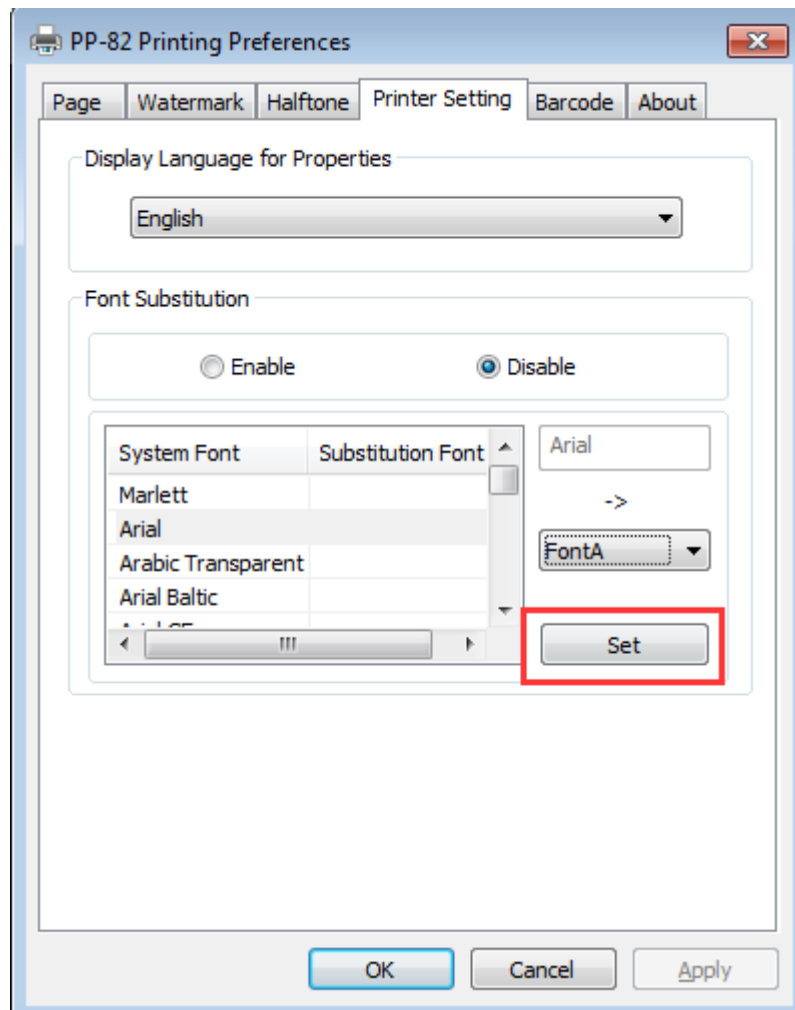 PP-82 Printing Preferences
Page Watermark Halftone Printer Setting Barcode About
Display Language for Properties
English
Font Substitution
Enable Disable
System Font Substitution Font
Marlett
Arial
Arabic Transparent
Arial Baltic
Arial
->
FontA
Set
OK Cancel Apply